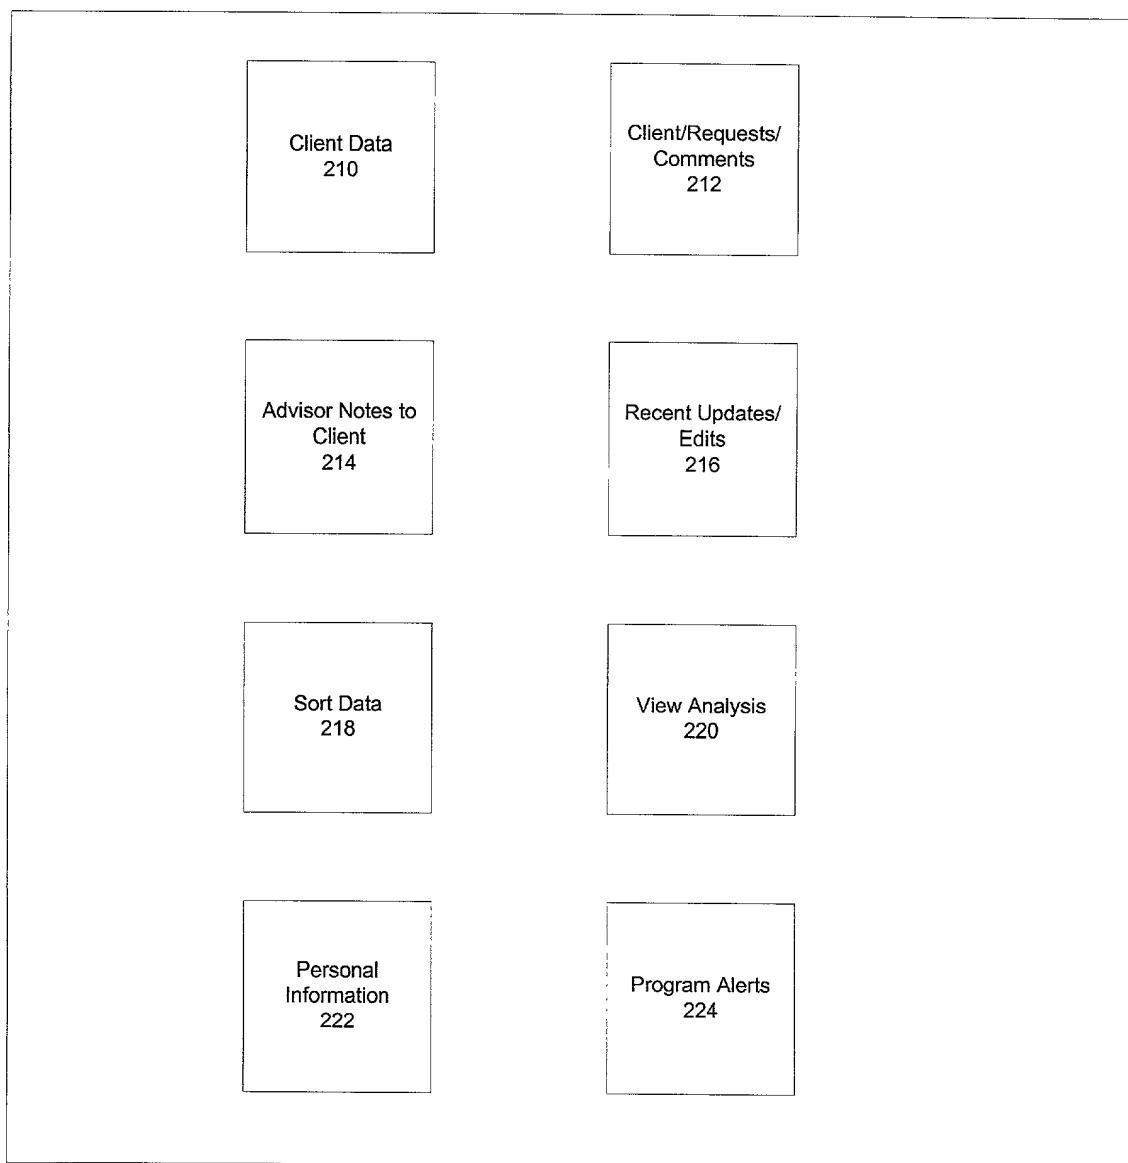 Client Data
210
Client/Requests/
Comments
212
Advisor Notes to
Client
214
Recent Updates/
Edits
216
Sort Data
218
View Analysis
220
Personal
Information
222
Program Alerts
224